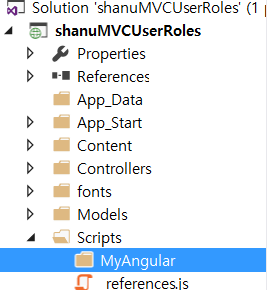 Solution 'shanuMVCUserRoles' (1 p
shanuMVCUserRoles
Properties
References
App_Data
App_Start
Content
Controllers
fonts
Models
Scripts
MyAngular
references.js